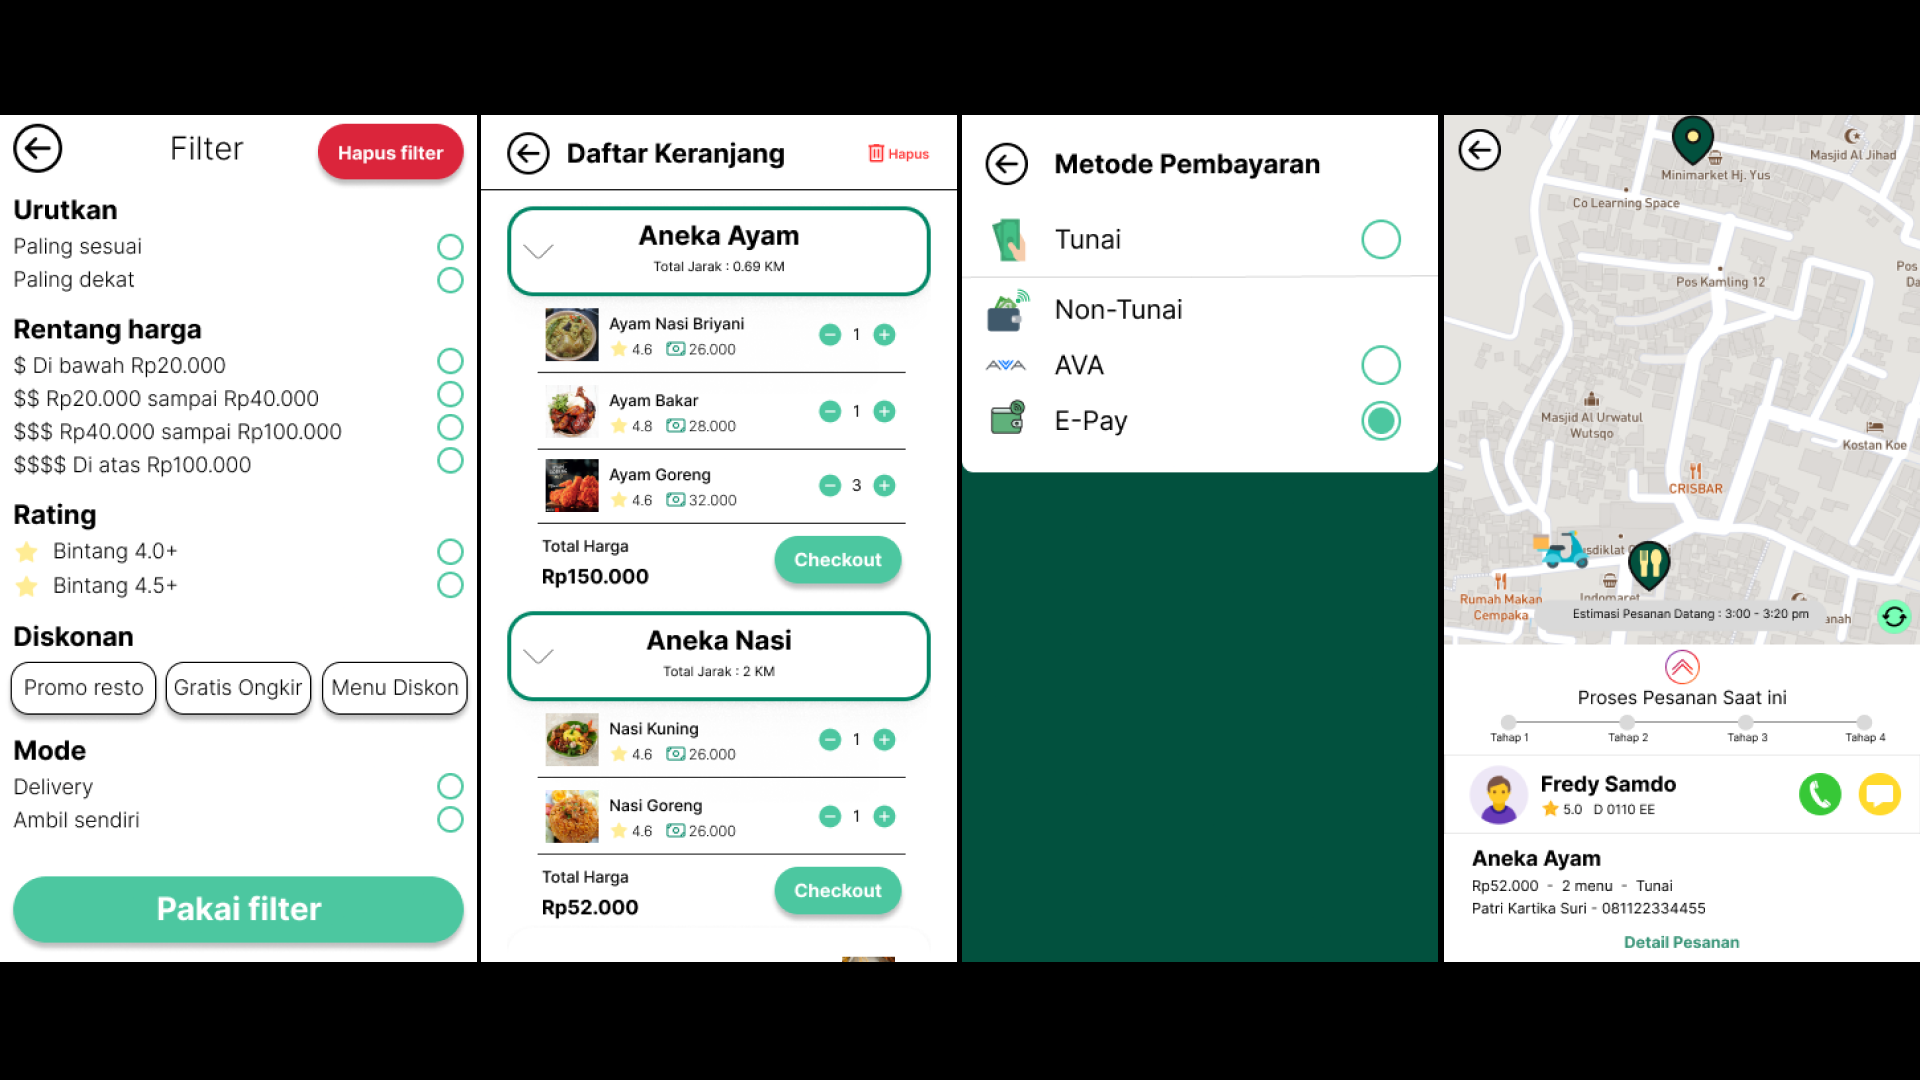 Filter
Hapus filter
Urutkan
Paling sesuai
Paling dekat
Rentang harga
$ Di bawah Rp20.000
$$ Rp20.000 sampai Rp40.000
$$$ Rp40.000 sampai Rp100.000
$$$$ Di atas Rp100.000
Rating
Bintang 4.0+
Bintang 4.5+
Diskonan
Promo resto
Gratis Ongkir
Menu Diskon
Mode
Delivery
Ambil sendiri
Pakai filter
Daftar Keranjang
Hapus
Aneka Ayam
Total Jarak : 0.69 KM
Ayam Nasi Briyani
4.6 26.000
1
Ayam Bakar
4.8 28.000
1
Ayam Goreng
4.6 32.000
3
Total Harga
Rp150.000
Checkout
Aneka Nasi
Total Jarak : 2 KM
Nasi Kuning
4.6 26.000
1
Nasi Goreng
4.6 26.000
1
Total Harga
Rp52.000
Checkout
Metode Pembayaran
Tunai
Non-Tunai
AVA
AVA
E-Pay
Masjid Al Jihad
Minimarket Hj. Yus
Co Learning Space
Pos
Da
Pos Kamling 12
Masjid Al Urwatul
Wutsqo
Kostan Koe
CRISBAR
usdiklat
Rumah Makan
Cempaka
Indomaret
Estimasi Pesanan Datang : 3:00 - 3:20 pm
anah
Proses Pesanan Saat ini
Tahap 1
Tahap 2
Tahap 3
Tahap 4
Fredy Samdo
5.0 D 0110 EE
Aneka Ayam
Rp52.000 - 2 menu - Tunai
Patri Kartika Suri - 081122334455
Detail Pesanan